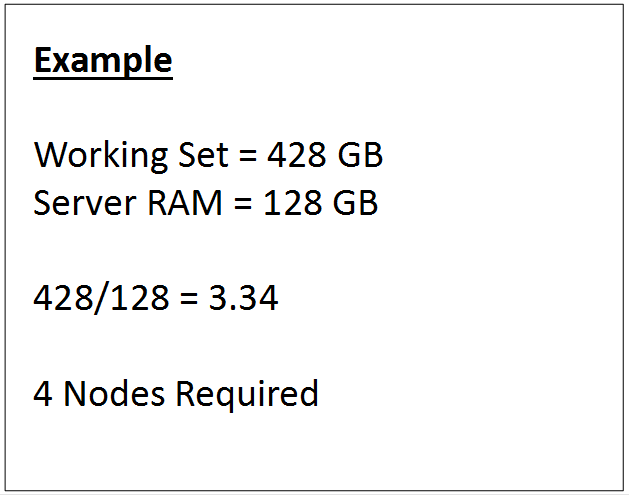 Example
Working Set = 428 GB
Server RAM = 128 GB
428/128 = 3.34
4 Nodes Required